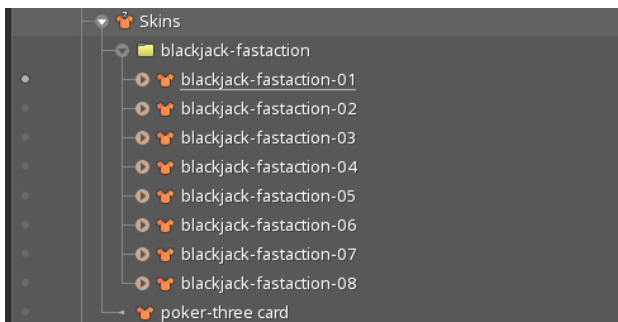 Skins
blackjack-fastaction
blackjack-fastaction-01
blackjack-fastaction-02
blackjack-fastaction-03
blackjack-fastaction-04
blackjack-fastaction-05
blackjack-fastaction-06
blackjack-fastaction-07
blackjack-fastaction-08
poker-three card